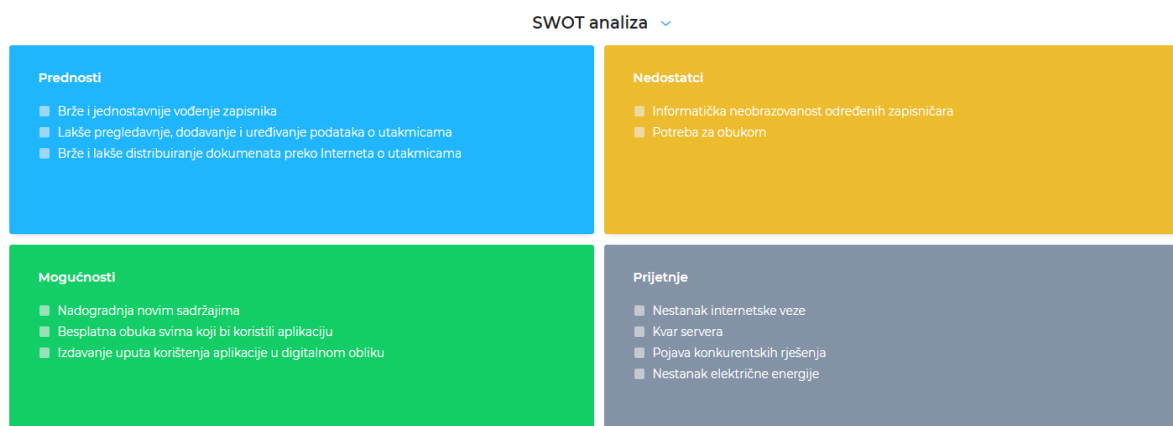 SWOT analiza
Prednosti
Brže i jednostavnije vođenje zapisnika
Lakše pregledavnje, dodavanje i uređivanje podataka o utakmicama
Brže i lakše distribuiranje dokumenata preko Interneta o utakmicama
Nedostatci
Informatička neobrazovanost određenih zapisničara
Potreba za obukom
Mogućnosti
Nadogradnja novim sadržajima
Besplatna obuka svima koji bi koristili aplikaciju
Izdavanje uputa korištenja aplikacije u digitalnom obliku
Prijetnje
Nestanak internetske veze
Kvar servera
Pojava konkurentskih rješenja
Nestanak električne energije